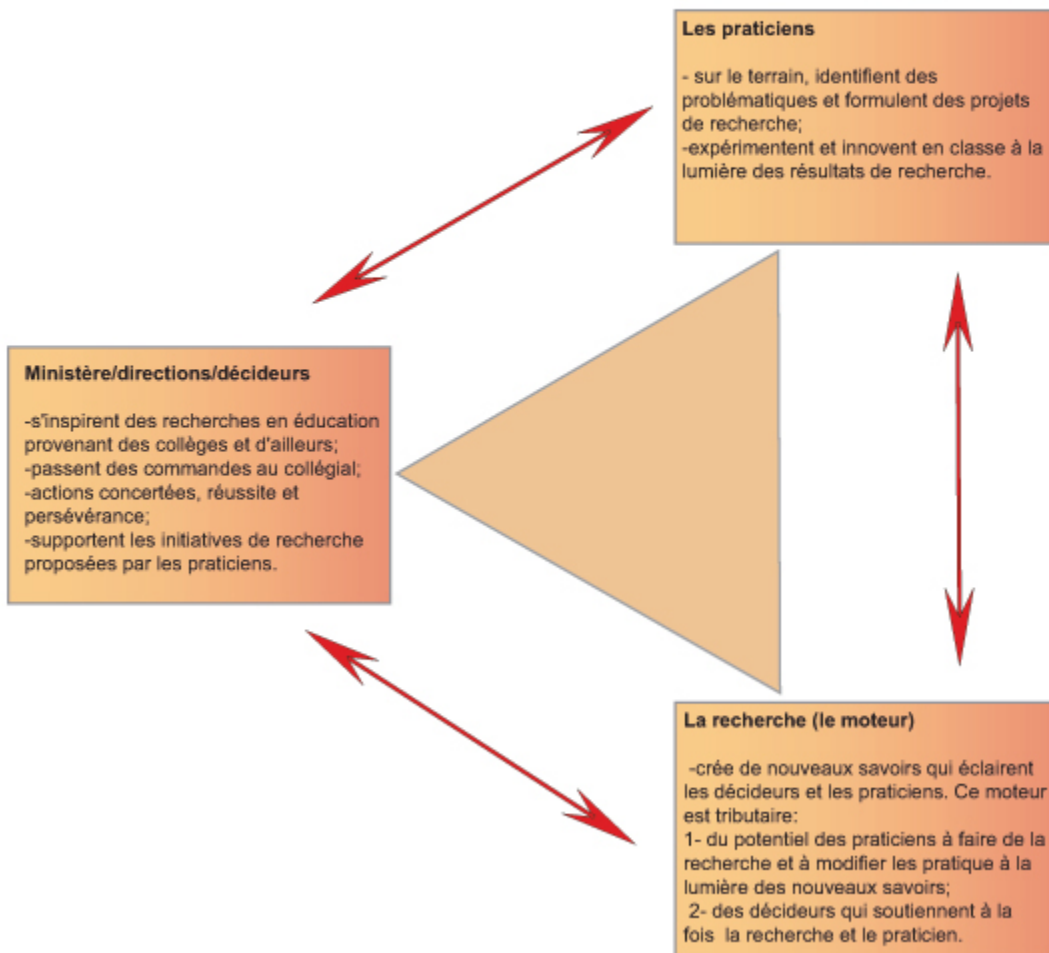 Les praticiens
- sur le terrain, identifient des
problématiques et formulent des projets
de recherche;
-expérimentent et innovent en classe à la
lumière des résultats de recherche.
Ministère/directions/décideurs
-s'inspirent des recherches en éducation
provenant des collèges et d'ailleurs;
-passent des commandes au collégial;
-actions concertées, réussite et
persévérance;
-supportent les initiatives de recherche
proposées par les praticiens.
La recherche (le moteur)
-crée de nouveaux savoirs qui éclairent
les décideurs et les praticiens. Ce moteur
est tributaire:
1- du potentiel des praticiens à faire de la
recherche et à modifier les pratique à la
lumière des nouveaux savoirs;
2- des décideurs qui soutiennent à la
fois la recherche et le praticien.